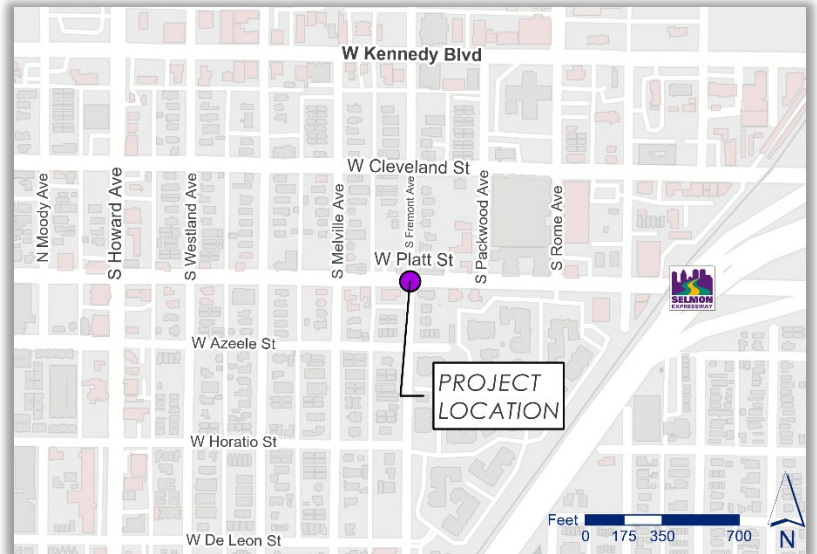 W Kennedy Blvd
W Cleveland St
N Moody Ave
S Howard Ave
S Westland Ave
S Melville Ave
S Fremont Ave
S Packwood Ave
S Rome Ave
W Platt St
SELMON
EXPRESSWAY
W Azeele St
PROJECT
LOCATION
W Horatio St
W De Leon St
Feet
0 175 350 700
N